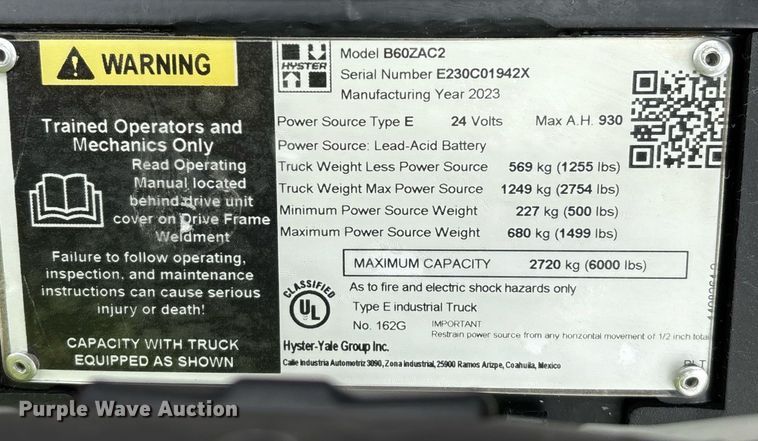 WARNING
Trained Operators and
Mechanics Only
Read Operating
Manual located
behind drive unit
cover on Drive Frame
Weldment
Failure to follow operating,
inspection, and maintenance
instructions can cause serious
injury or death!
CAPACITY WITH TRUCK
EQUIPPED AS SHOWN
HYSTER
Model B60ZAC2
Serial Number E230C01942X
Manufacturing Year 2023
Power Source Type E 24 Volts Max A.H. 930
Power Source: Lead-Acid Battery
Truck Weight Less Power Source 569 kg (1255 lbs)
Truck Weight Max Power Source 1249 kg (2754 lbs)
Minimum Power Source Weight 227 kg (500 lbs)
Maximum Power Source Weight 680 kg (1499 lbs)
MAXIMUM CAPACITY 2720 kg (6000 lbs)
CLASSIFIED
UL
As to fire and electric shock hazards only
Type E industrial Truck
No. 162G
IMPORTANT
Restrain power source from any horizontal movement of 1/2 inch total
Hyster-Yale Group Inc.
Calle Industria Automotriz 3090, Zona Industrial, 25900 Ramos Arizpe, Coahuila, Mexico
PLT
Purple Wave Auction